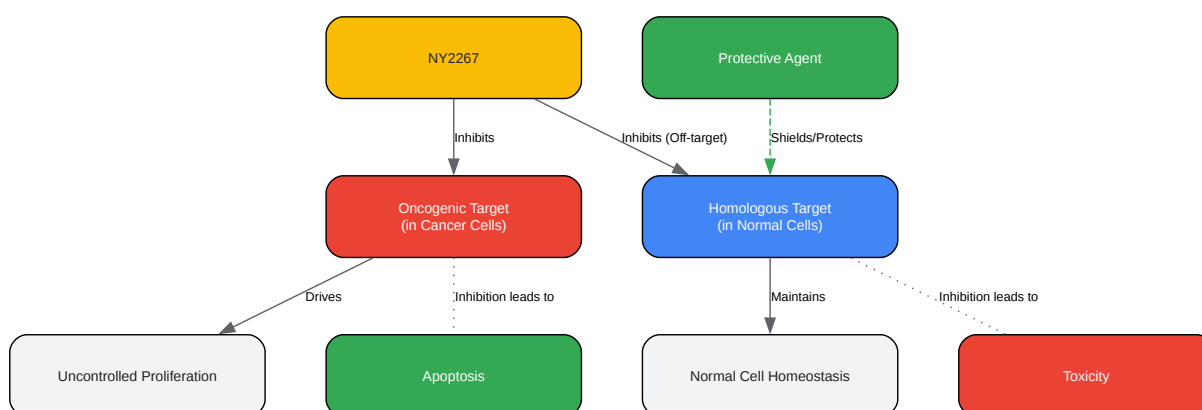 NY2267
Protective Agent
Inhibits
Inhibits (Off-target)
Shields/Protects
Oncogenic Target
(in Cancer Cells)
Homologous Target
(in Normal Cells)
Drives
Inhibition leads to
Maintains
Inhibition leads to
Uncontrolled Proliferation
Apoptosis
Normal Cell Homeostasis
Toxicity